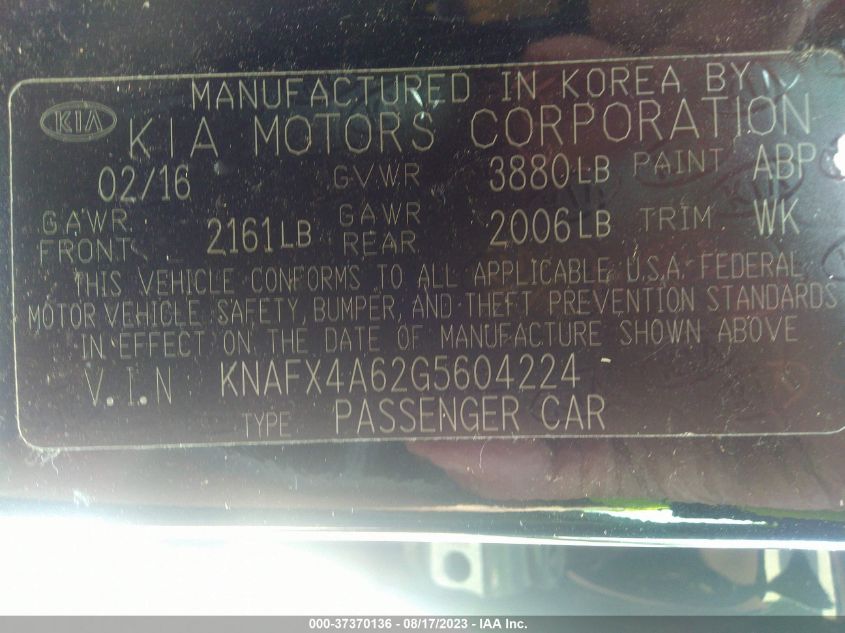 MANUFACTURED IN KOREA BY
KIA KIA MOTORS CORPORATION
02/16 GVWR 3880LB PAINT ABP
GAWR FRONT 2161LB GAWR REAR 2006LB TRIM WK
THIS VEHICLE CONFORMS TO ALL APPLICABLE U.S.A. FEDERAL
MOTOR VEHICLE SAFETY, BUMPER, AND THEFT PREVENTION STANDARDS
IN EFFECT ON THE DATE OF MANUFACTURE SHOWN ABOVE
V.I.N KNAFX4A62G5604224
TYPE PASSENGER CAR
000-37370136 - 08/17/2023 - IAA Inc.